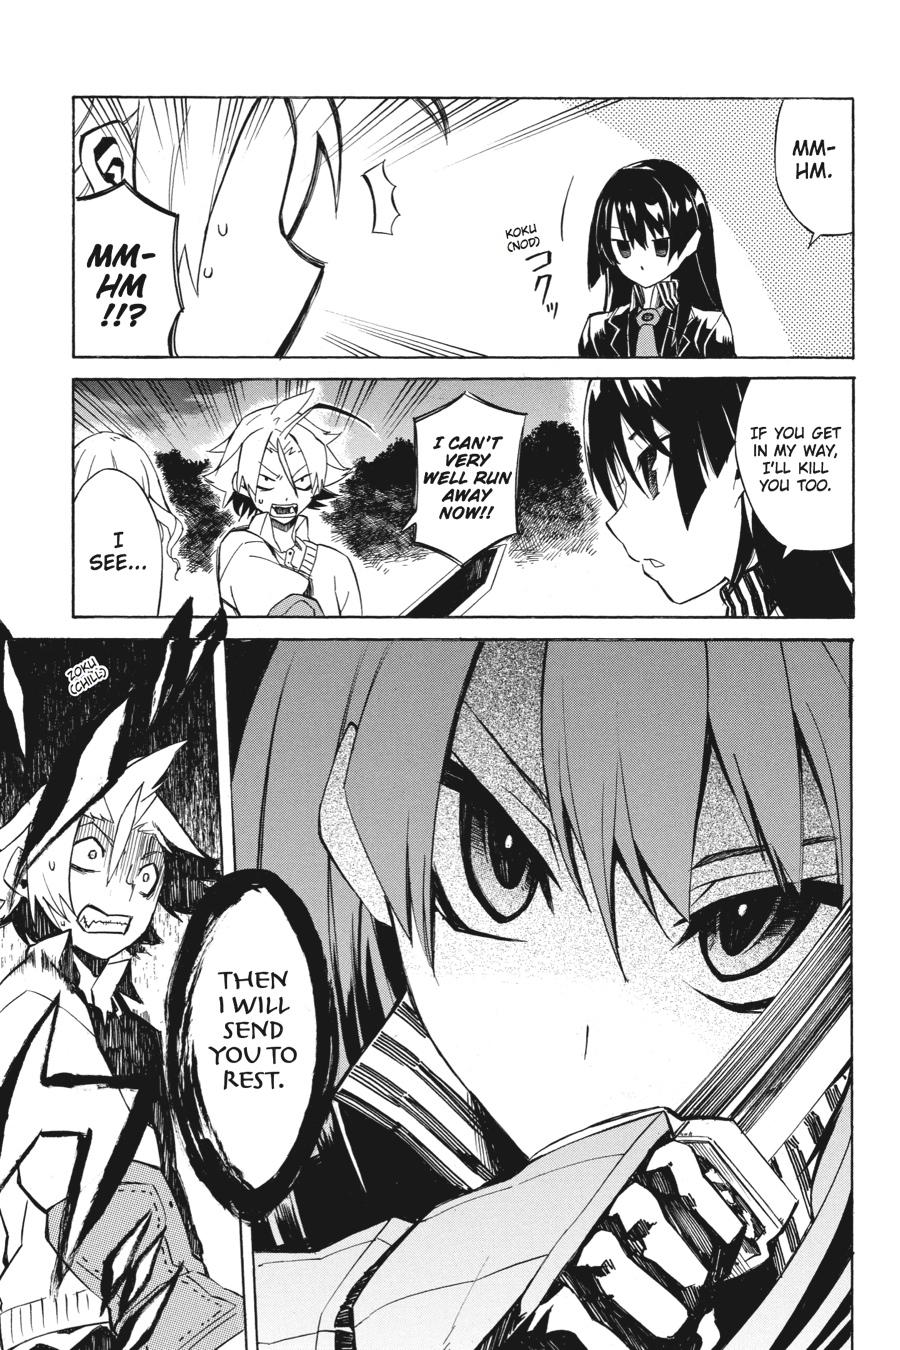 MM-
HM.
KOKU
(NOD)
コクッ
MM-
HM
!!!?
IF YOU GET
IN MY WAY,
I'LL KILL
YOU TOO.
I CAN'T
VERY
WELL RUN
AWAY
NOW!!
I
SEE...
ZOKU
(CHILL)
THEN
I WILL
SEND
YOU TO
REST.